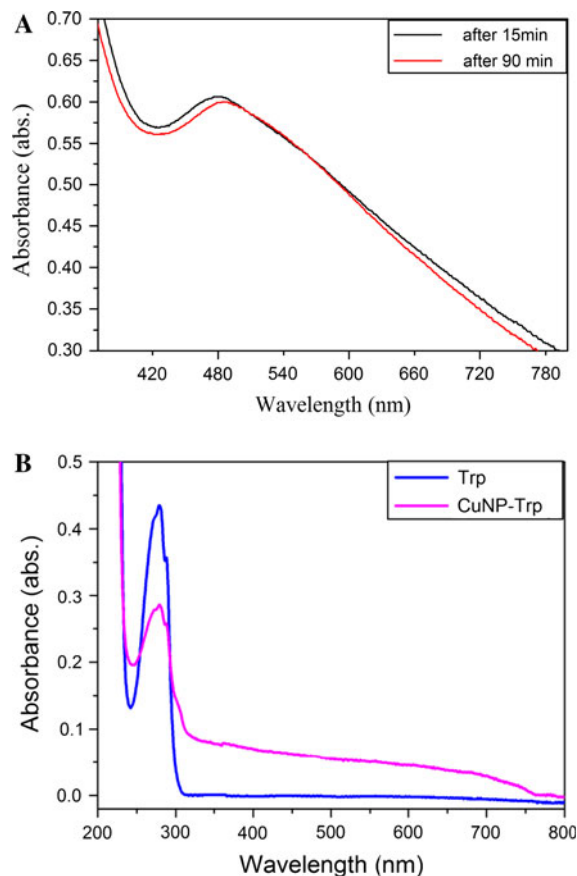 A
0.70
0.65
0.60
0.55
0.50
0.45
0.40
0.35
0.30
Absorbance (abs.)
after 15min
after 90 min
420 480 540 600 660 720 780
Wavelength (nm)
B
0.5
0.4
0.3
0.2
0.1
0.0
Absorbance (abs.)
Trp
CuNP-Trp
200 300 400 500 600 700 800
Wavelength (nm)